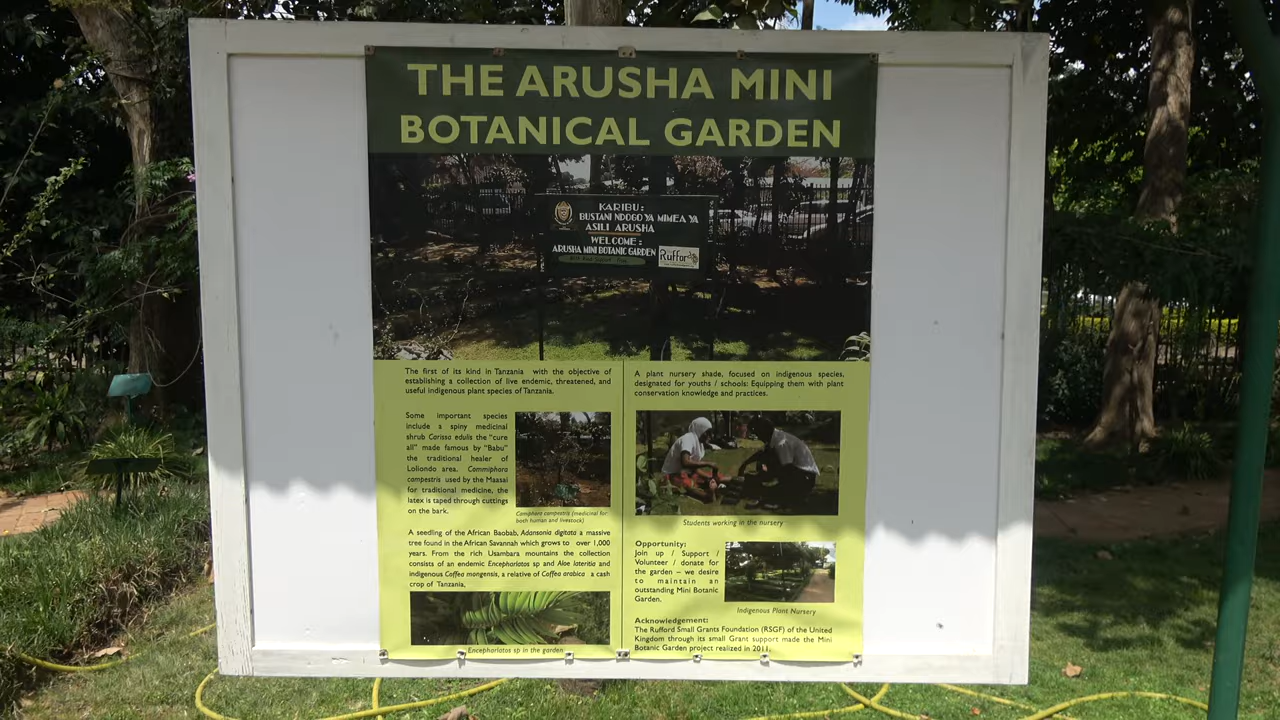 THE ARUSHA MINI
BOTANICAL GARDEN
KARIBU:
BUSTANI NDOGO YA MIMEA YA
ASILI ARUSHA
WELCOME:
ARUSHA MINI BOTANIC GARDEN
Rufford
The first of its kind in Tanzania with the objective of
establishing a collection of live endemic, threatened, and
useful indigenous plant species of Tanzania.
Some important species
include a spiny medicinal
shrub Carissa edulis the "cure
all" made famous by "Babu"
the traditional healer of
Loliondo area. Commiphora
campestris used by the Maasai
for traditional medicine, the
latex is taped through cuttings
on the bark.
Camphora campestris (medicinal for
both human and livestock)
A seedling of the African Baobab, Adansonia digitata a massive
tree found in the African Savannah which grows to over 1,000
years. From the rich Usambara mountains the collection
consists of an endemic Encephorlatos sp and Aloe lateritia and
indigenous Coffea mongensis, a relative of Coffea arabica a cash
crop of Tanzania.
Encephorlatos sp in the garden
A plant nursery shade, focused on indigenous species,
designated for youths / schools: Equipping them with plant
conservation knowledge and practices.
Students working in the nursery
Opportunity:
Join up / Support /
Volunteer / donate for
the garden – we desire
to maintain an
outstanding Mini Botanic
Garden.
Indigenous Plant Nursery
Acknowledgement:
The Rufford Small Grants Foundation (RSGF) of the United
Kingdom through its small Grant support made the Mini
Botanic Garden project realized in 2011.